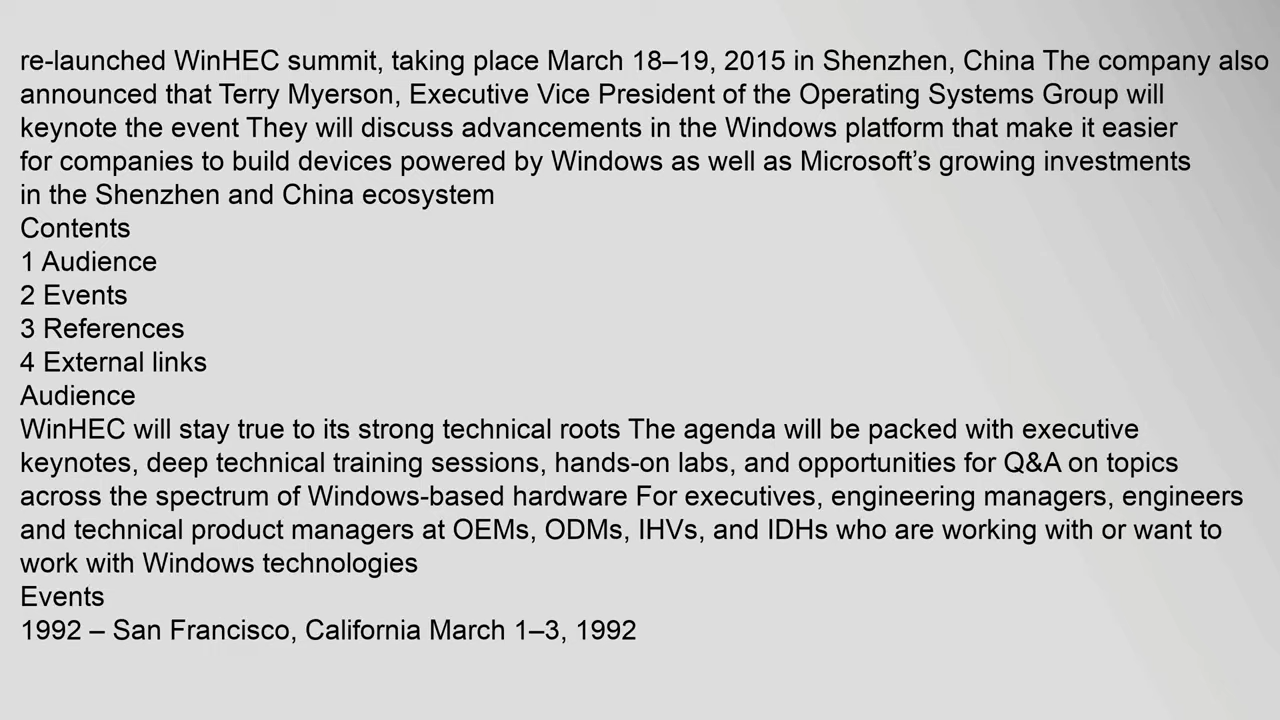 re-launched WinHEC summit, taking place March 18–19, 2015 in Shenzhen, China The company also
announced that Terry Myerson, Executive Vice President of the Operating Systems Group will
keynote the event They will discuss advancements in the Windows platform that make it easier
for companies to build devices powered by Windows as well as Microsoft’s growing investments
in the Shenzhen and China ecosystem
Contents
1 Audience
2 Events
3 References
4 External links
Audience
WinHEC will stay true to its strong technical roots The agenda will be packed with executive
keynotes, deep technical training sessions, hands-on labs, and opportunities for Q&A on topics
across the spectrum of Windows-based hardware For executives, engineering managers, engineers
and technical product managers at OEMs, ODMs, IHVs, and IDHs who are working with or want to
work with Windows technologies
Events
1992 – San Francisco, California March 1–3, 1992